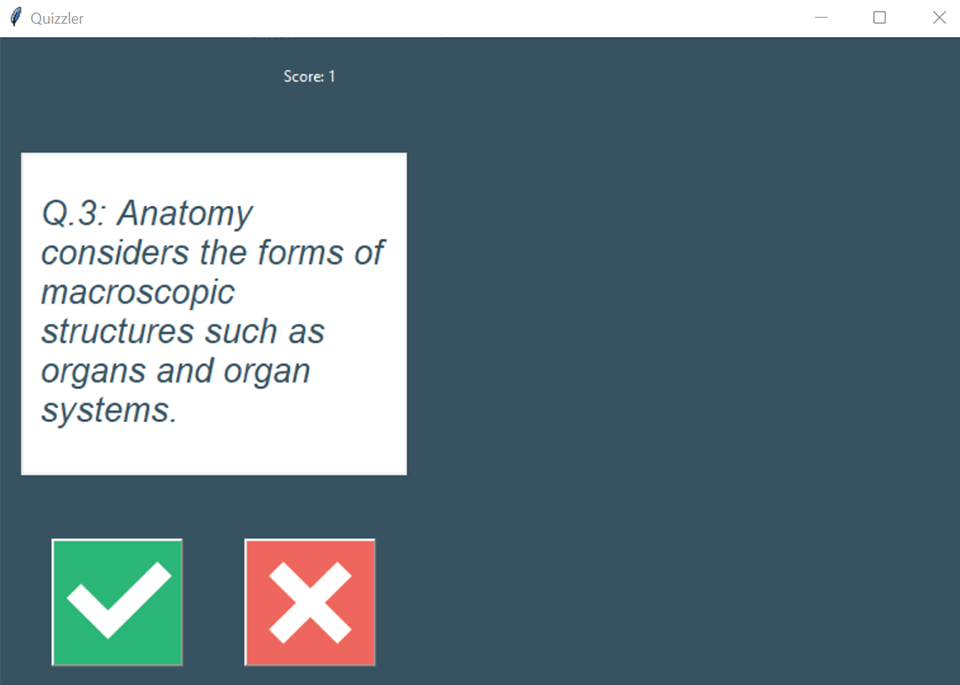 Quizzler
Score: 1
Q.3: Anatomy
considers the forms of
macroscopic
structures such as
organs and organ
systems.